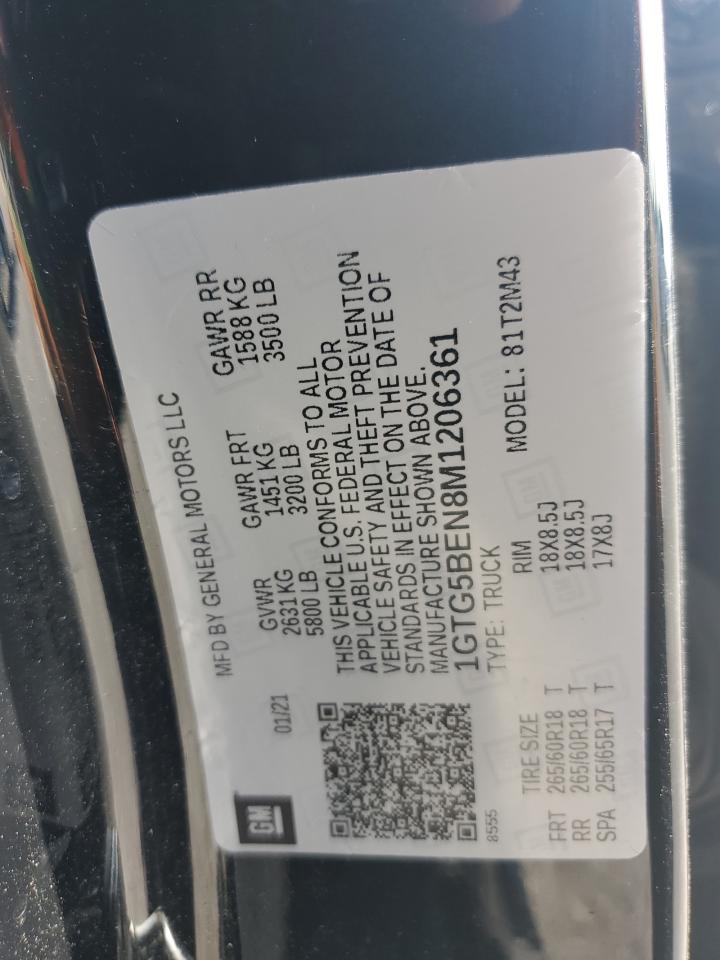 GM
01/21
MFD BY GENERAL MOTORS LLC
GVWR GAWR FRT GAWR RR
2631 KG 1451 KG 1588 KG
5800 LB 3200 LB 3500 LB
THIS VEHICLE CONFORMS TO ALL
APPLICABLE U.S. FEDERAL MOTOR
VEHICLE SAFETY AND THEFT PREVENTION
STANDARDS IN EFFECT ON THE DATE OF
MANUFACTURE SHOWN ABOVE.
1GTG5BEN8M1206361
8555
TYPE: TRUCK MODEL: 81T2M43
TIRE SIZE RIM
FRT 265/60R18 T 18X8.5J
RR 265/60R18 T 18X8.5J
SPA 255/65R17 T 17X8J